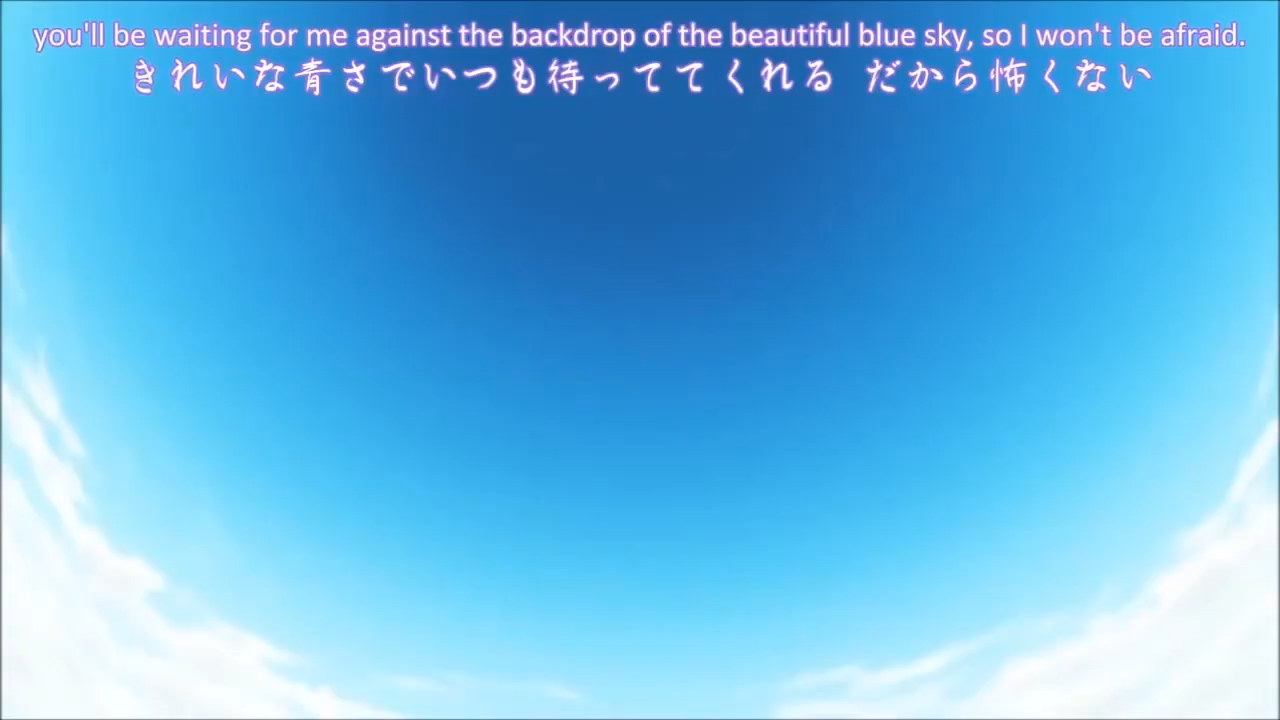 you'll be waiting for me against the backdrop of the beautiful blue sky, so I won't be afraid.
きれいな青さでいつも待っててくれる だから怖くない